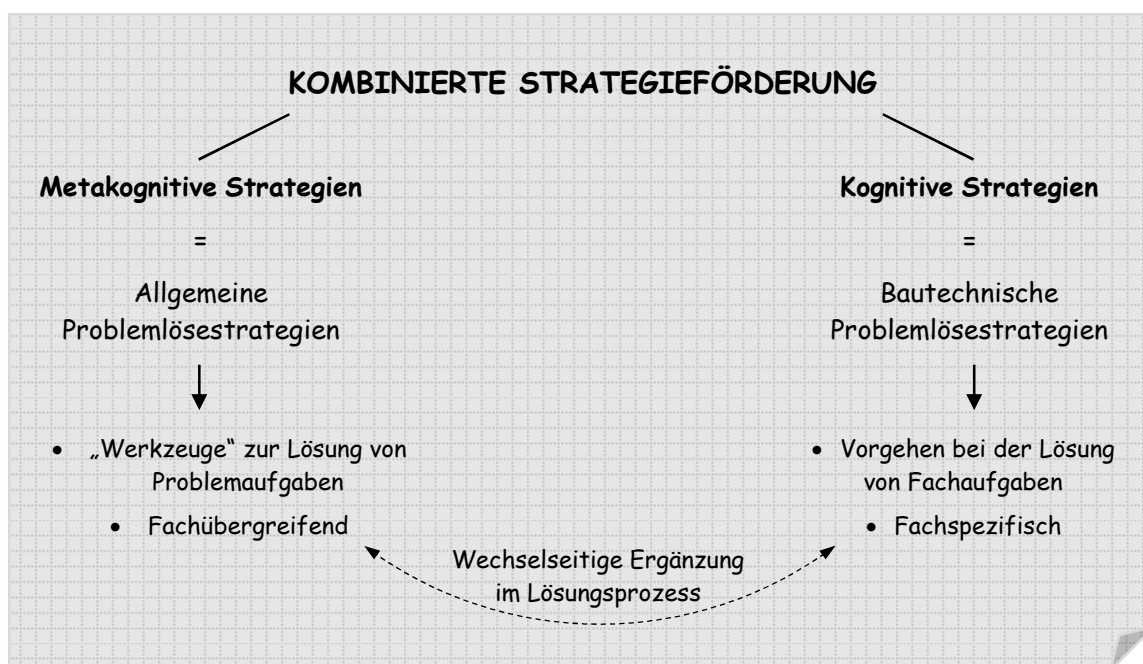 KOMBINIERTE STRATEGIEFÖRDERUNG
Metakognitive Strategien
=
Allgemeine
Problemlösestrategien
• „Werkzeuge“ zur Lösung von
Problemaufgaben
• Fachübergreifend
Kognitive Strategien
=
Bautechnische
Problemlösestrategien
• Vorgehen bei der Lösung
von Fachaufgaben
• Fachspezifisch
Wechselseitige Ergänzung
im Lösungsprozess